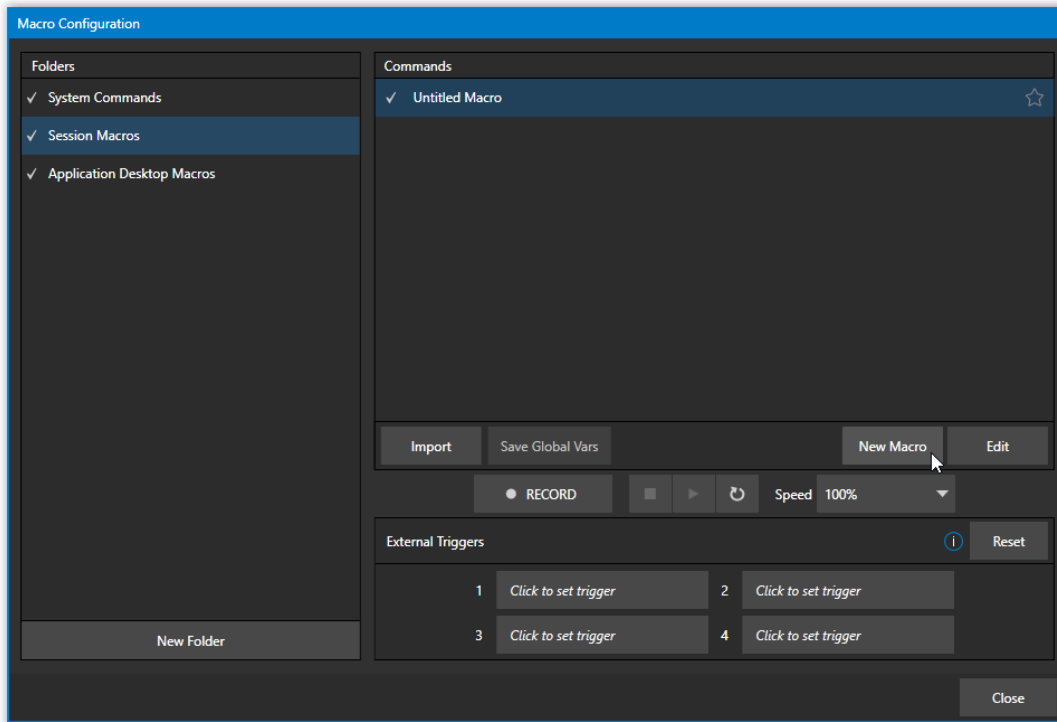 Macro Configuration
Folders
System Commands
Session Macros
Application Desktop Macros
New Folder
Commands
Untitled Macro
Import Save Global Vars New Macro Edit
RECORD Speed 100%
External Triggers i Reset
1 Click to set trigger 2 Click to set trigger
3 Click to set trigger 4 Click to set trigger
Close